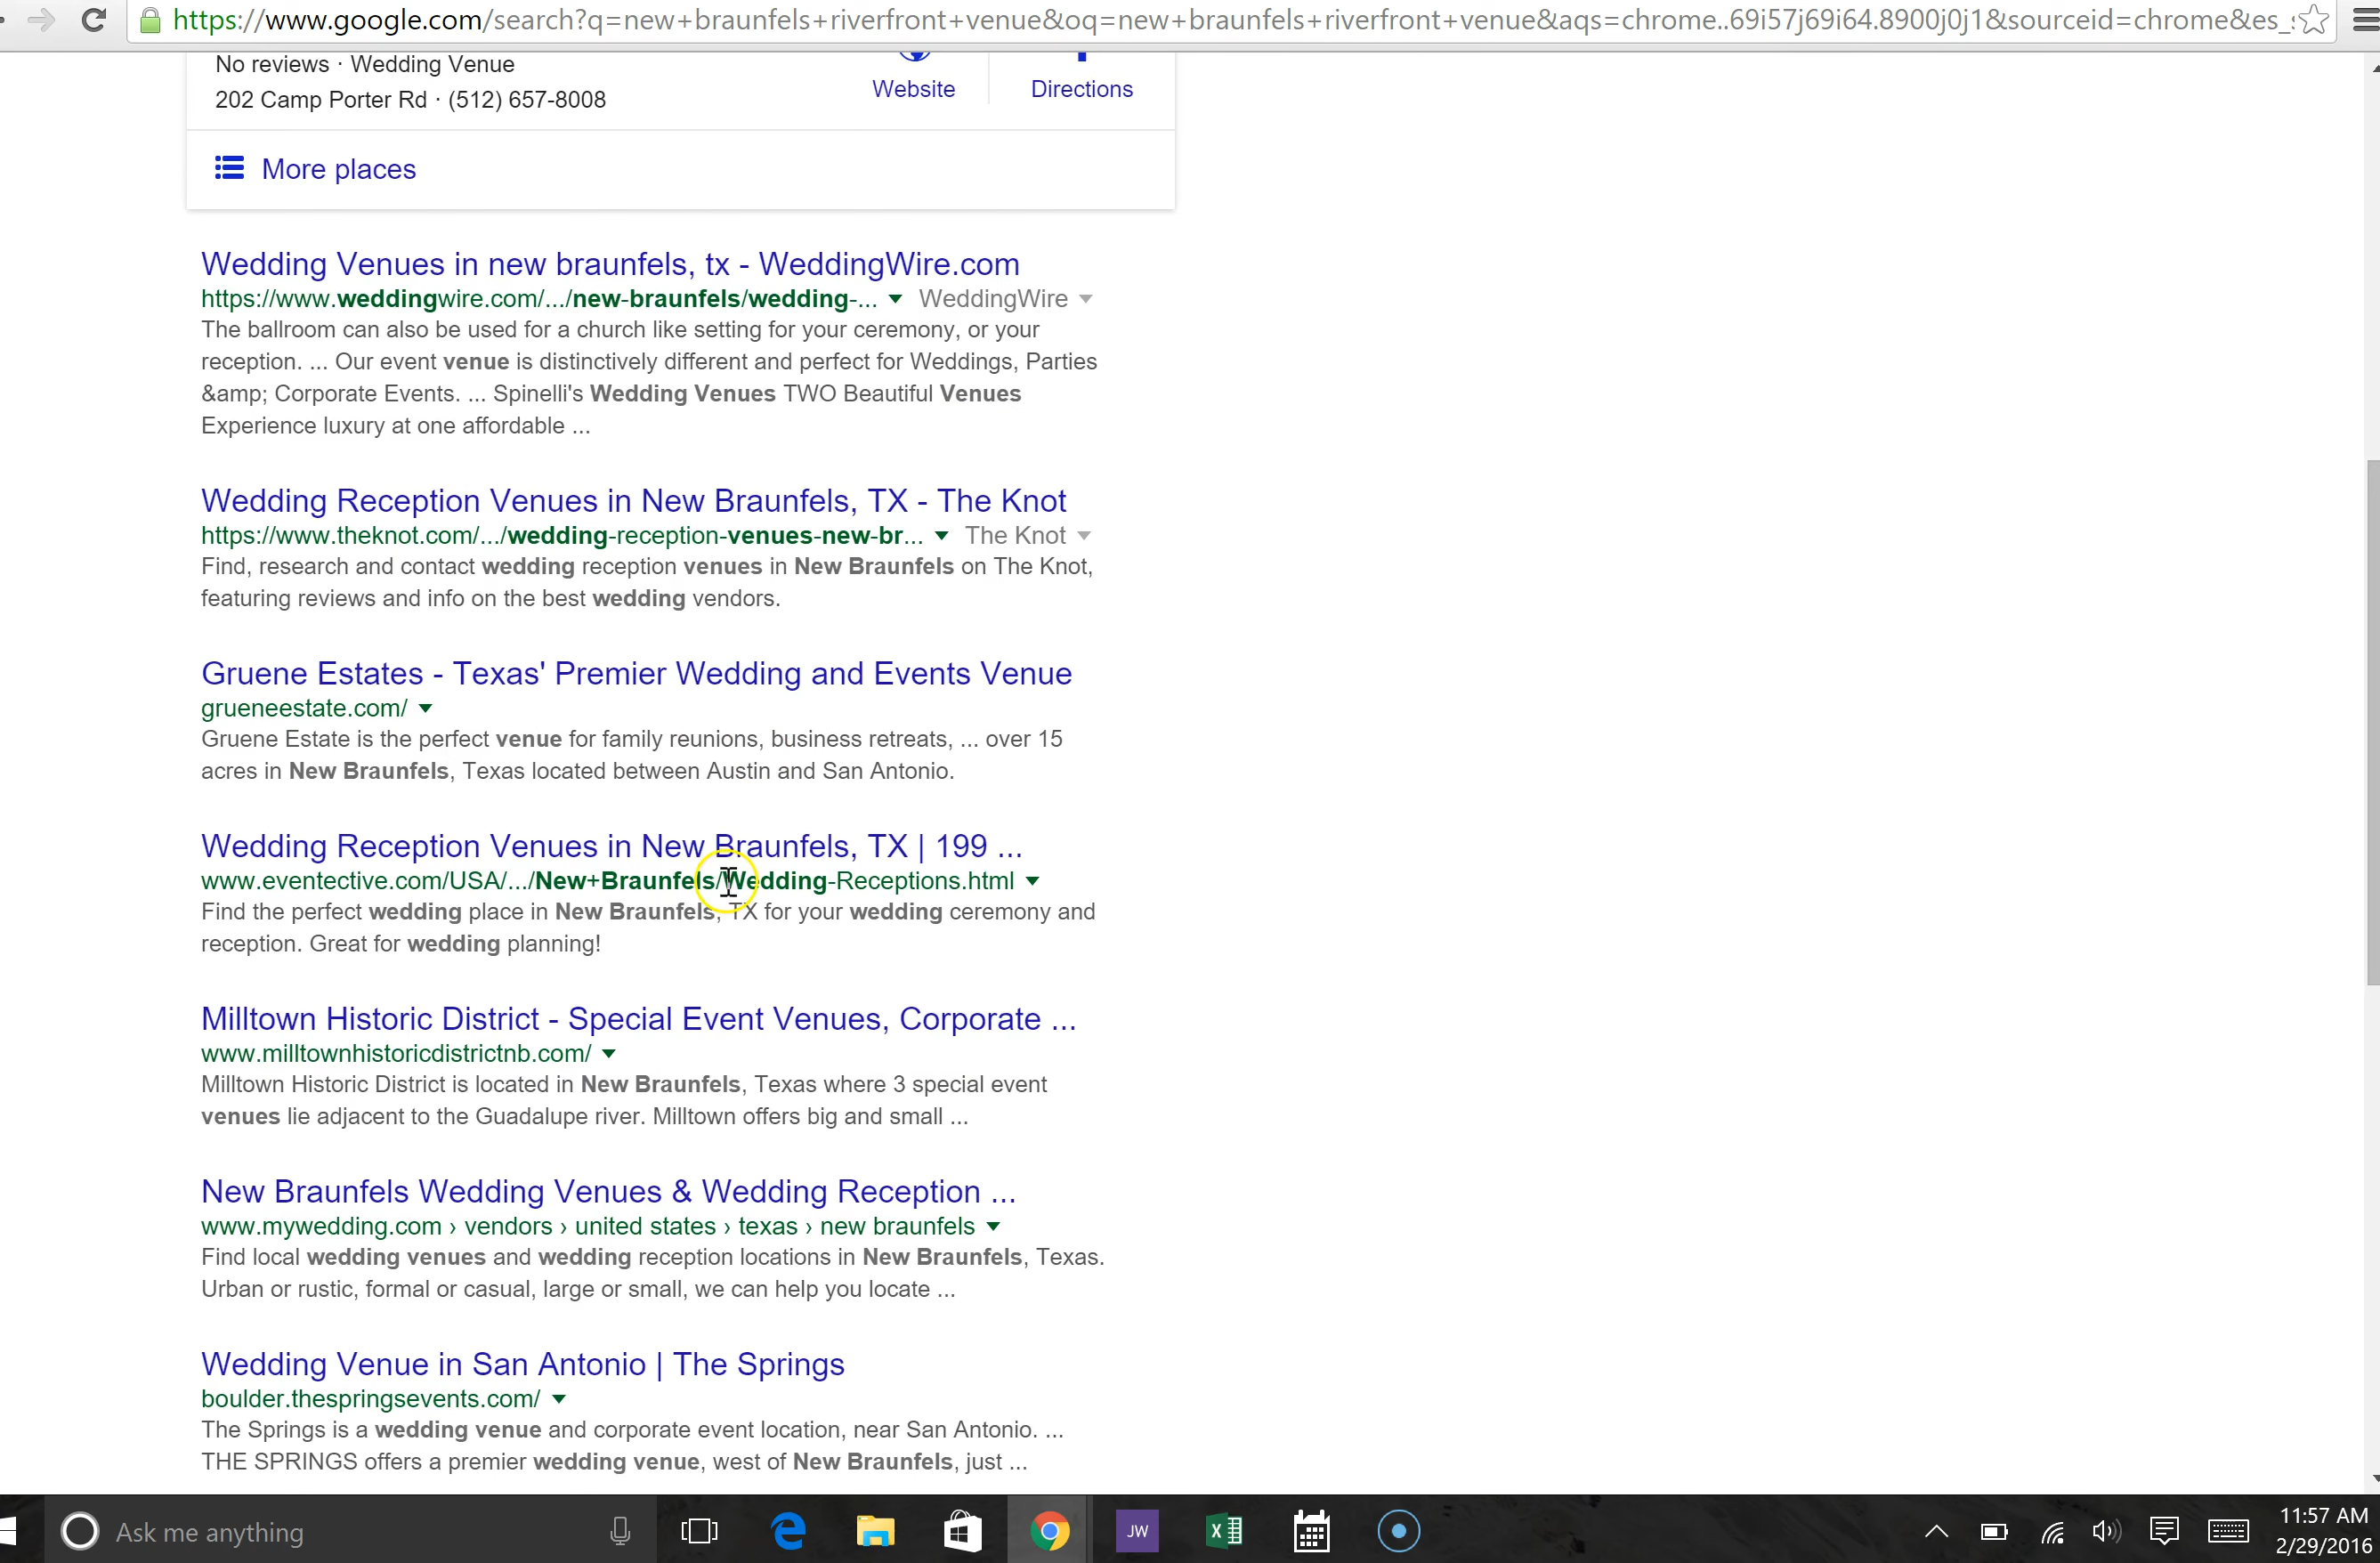 https://www.google.com/search?q=new+braunfels+riverfront+venue&oq=new+braunfels+riverfront+venue&aqs=chrome..69i57j69i64.8900j0j1&sourceid=chrome&es_
No reviews · Wedding Venue
202 Camp Porter Rd · (512) 657-8008
Website
Directions
More places
Wedding Venues in new braunfels, tx - WeddingWire.com
https://www.weddingwire.com/.../new-braunfels/wedding-... WeddingWire
The ballroom can also be used for a church like setting for your ceremony, or your
reception. ... Our event venue is distinctively different and perfect for Weddings, Parties
&amp; Corporate Events. ... Spinelli's Wedding Venues TWO Beautiful Venues
Experience luxury at one affordable ...
Wedding Reception Venues in New Braunfels, TX - The Knot
https://www.theknot.com/.../wedding-reception-venues-new-br... The Knot
Find, research and contact wedding reception venues in New Braunfels on The Knot,
featuring reviews and info on the best wedding vendors.
Gruene Estates - Texas' Premier Wedding and Events Venue
grueneestate.com/
Gruene Estate is the perfect venue for family reunions, business retreats, ... over 15
acres in New Braunfels, Texas located between Austin and San Antonio.
Wedding Reception Venues in New Braunfels, TX | 199 ...
www.eventective.com/USA/.../New+Braunfels/Wedding-Receptions.html
Find the perfect wedding place in New Braunfels, TX for your wedding ceremony and
reception. Great for wedding planning!
Milltown Historic District - Special Event Venues, Corporate ...
www.milltownhistoricdistrictnb.com/
Milltown Historic District is located in New Braunfels, Texas where 3 special event
venues lie adjacent to the Guadalupe river. Milltown offers big and small ...
New Braunfels Wedding Venues & Wedding Reception ...
www.mywedding.com › vendors › united states › texas › new braunfels
Find local wedding venues and wedding reception locations in New Braunfels, Texas.
Urban or rustic, formal or casual, large or small, we can help you locate ...
Wedding Venue in San Antonio | The Springs
boulder.thespringsevents.com/
The Springs is a wedding venue and corporate event location, near San Antonio. ...
THE SPRINGS offers a premier wedding venue, west of New Braunfels, just ...
Ask me anything
JW
11:57 AM
2/29/2016